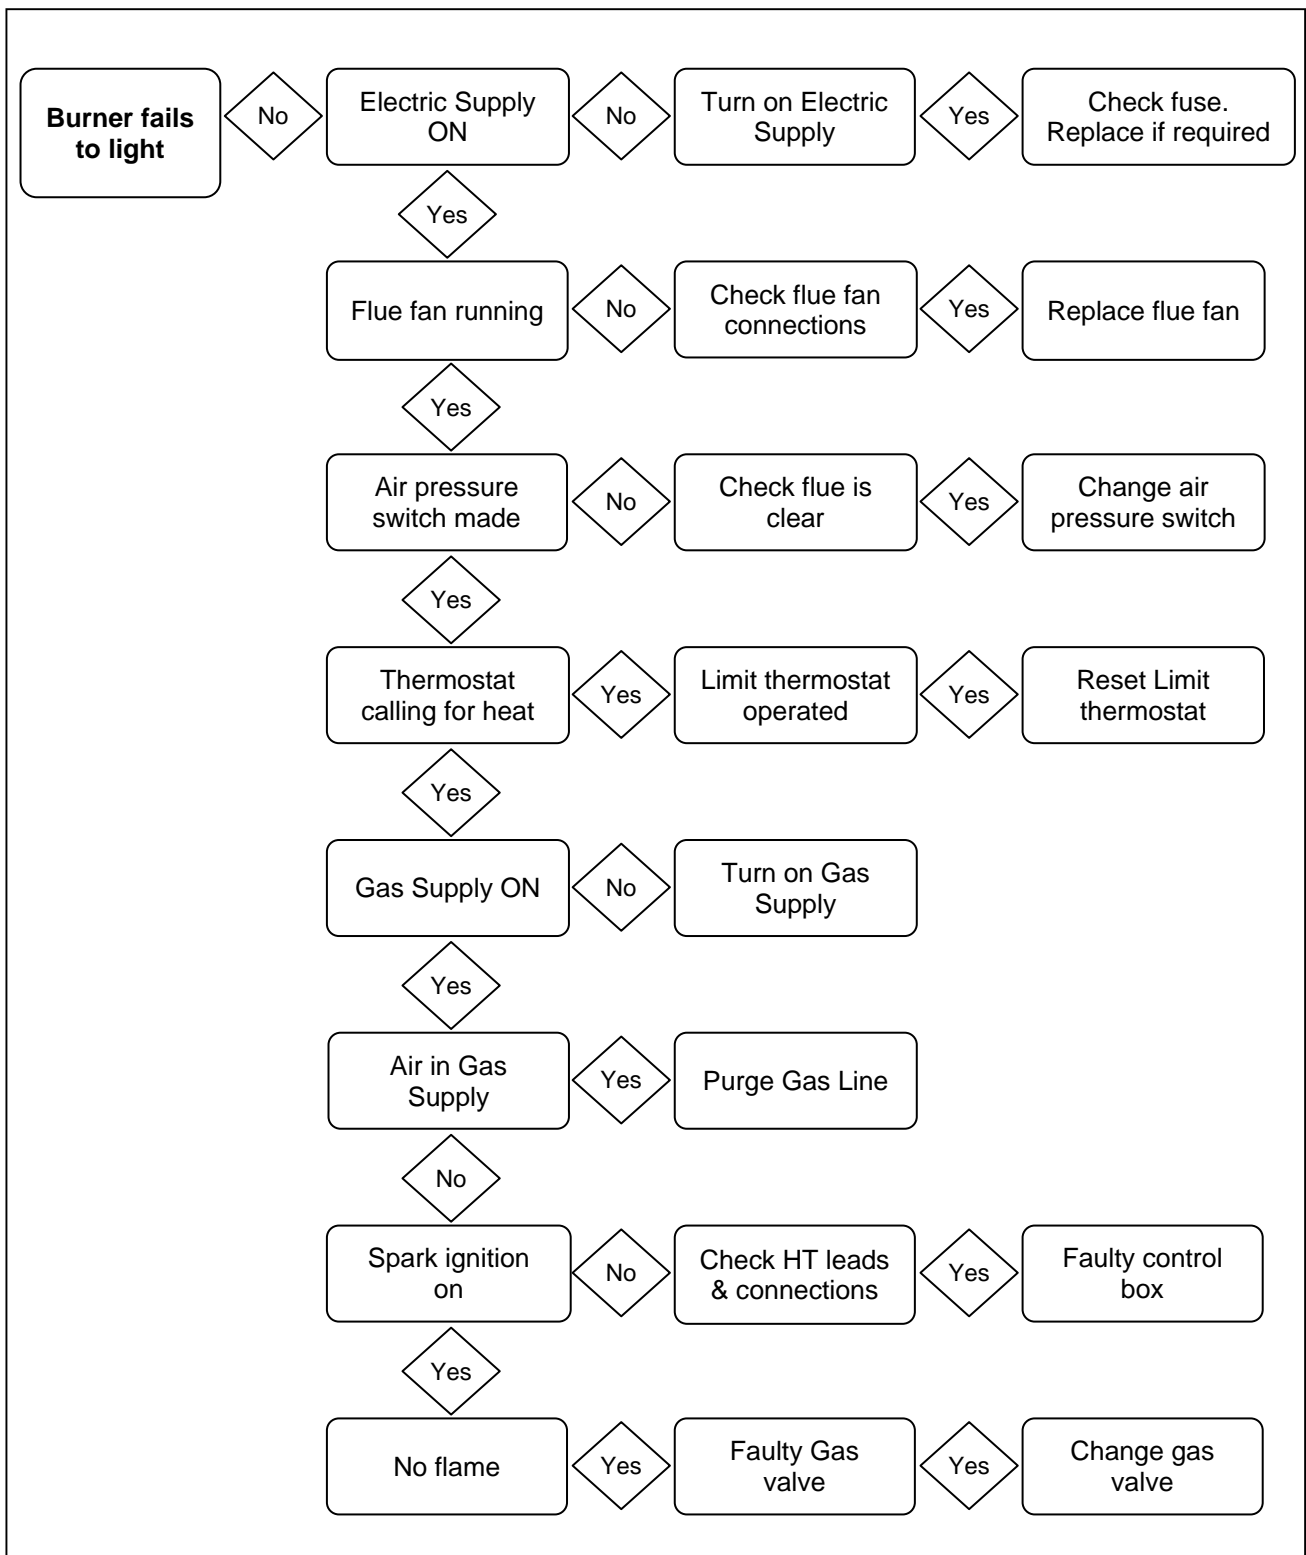 Burner fails
to light
No
Electric Supply
ON
No
Turn on Electric
Supply
Yes
Check fuse.
Replace if required
Yes
Flue fan running
No
Check flue fan
connections
Yes
Replace flue fan
Yes
Air pressure
switch made
No
Check flue is
clear
Yes
Change air
pressure switch
Yes
Thermostat
calling for heat
Yes
Limit thermostat
operated
Yes
Reset Limit
thermostat
Yes
Gas Supply ON
No
Turn on Gas
Supply
Yes
Air in Gas
Supply
Yes
Purge Gas Line
No
Spark ignition
on
No
Check HT leads
& connections
Yes
Faulty control
box
Yes
No flame
Yes
Faulty Gas
valve
Yes
Change gas
valve